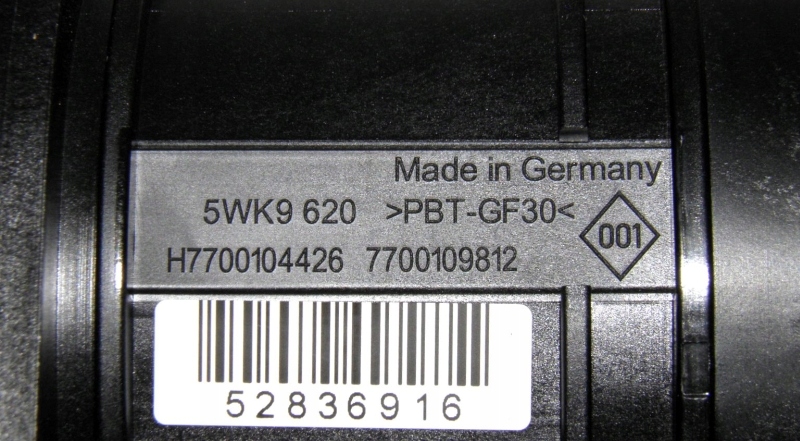 Made in Germany
5WK9 620 >PBT-GF30<
001
H7700104426 7700109812
52836916